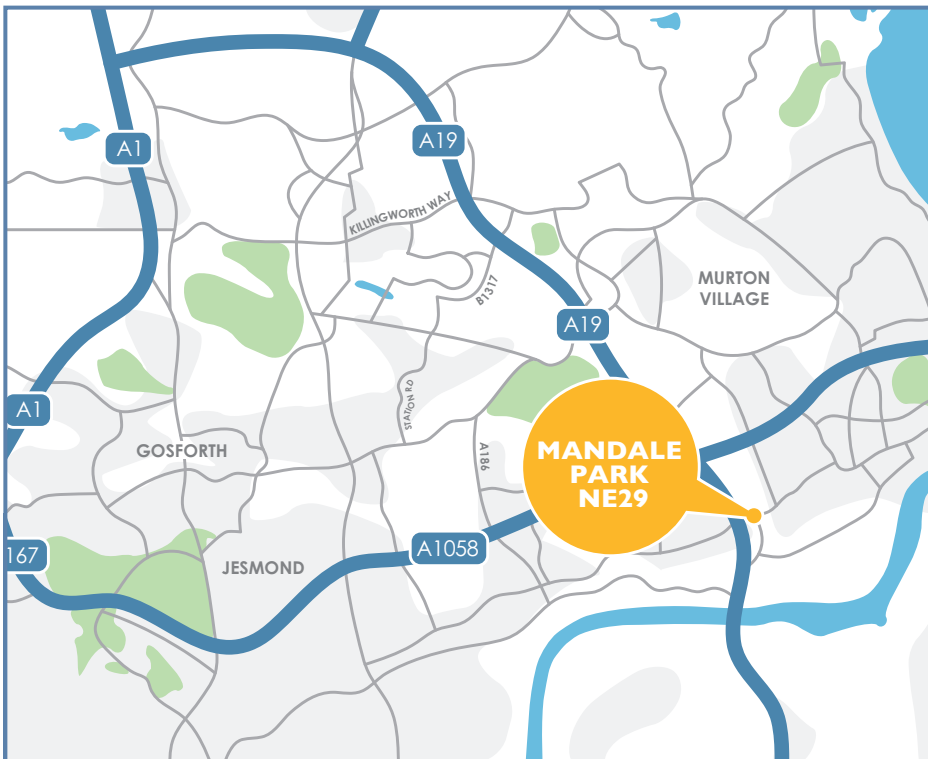 A1
A19
KILLINGWORTH WAY
B1317
MURTON
VILLAGE
A19
A1
STATION RD
GOSFORTH
A186
MANDALE
PARK
NE29
167
A1058
JESMOND